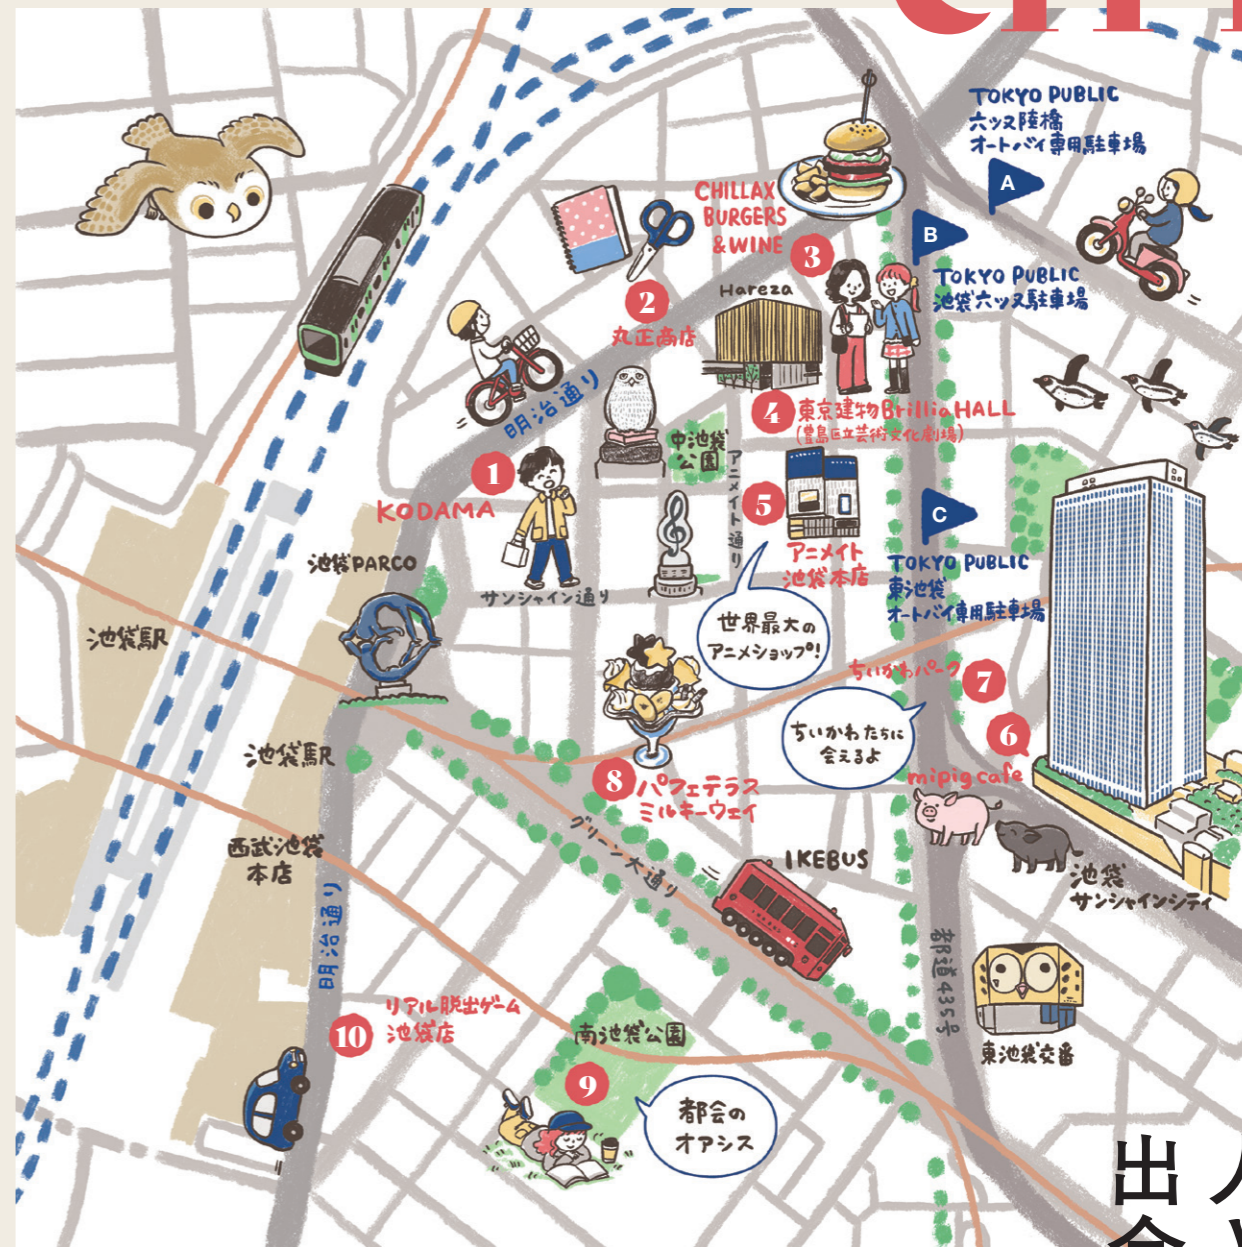 TOKYO PUBLIC
六ツ又陸橋
オートバイ専用駐車場
A
CHILLAX
BURGERS
& WINE
3
B
TOKYO PUBLIC
池袋六ツ又駐車場
2
丸正商店
Hareza
明治通り
4
東京建物Brillia HALL
(豊島区立芸術文化劇場)
中池袋
公園
アニメイト通り
1
KODAMA
5
アニメイト
池袋本店
C
TOKYO PUBLIC
東池袋
オートバイ専用駐車場
池袋PARCO
サンシャイン通り
世界最大の
アニメショップ!
池袋駅
ちいかわパーク
7
ちいかわたちに
会えるよ
6
mipig cafe
池袋駅
8
パフェテラス
ミルキーウェイ
グリーン大通り
西武池袋
本店
IKEBUS
池袋
サンシャインシティ
明治通り
都道435号
リアル脱出ゲーム
池袋店
10
南池袋公園
東池袋交番
9
都会の
オアシス